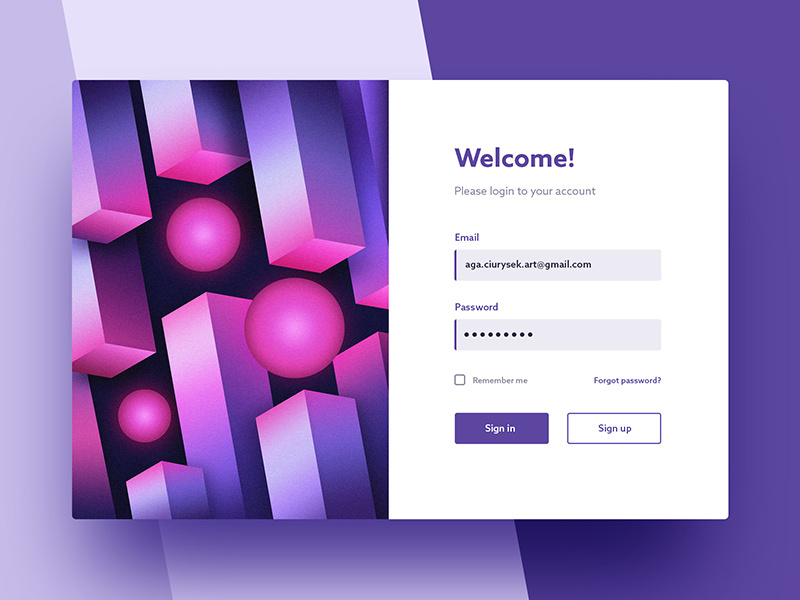 Welcome!
Please login to your account
Email
aga.ciurysek.art@gmail.com
Password
Remember me
Forgot password?
Sign in
Sign up